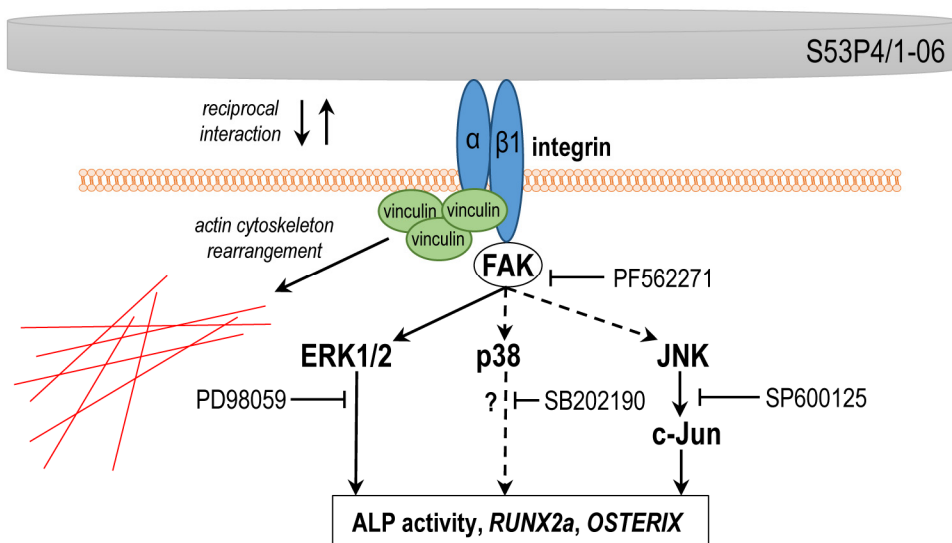 S53P4/1-06
reciprocal
interaction
α
β1
integrin
vinculin
vinculin
vinculin
actin cytoskeleton
rearrangement
FAK
PF562271
ERK1/2
p38
JNK
PD98059
?
SB202190
SP600125
c-Jun
ALP activity, RUNX2a, OSTERIX